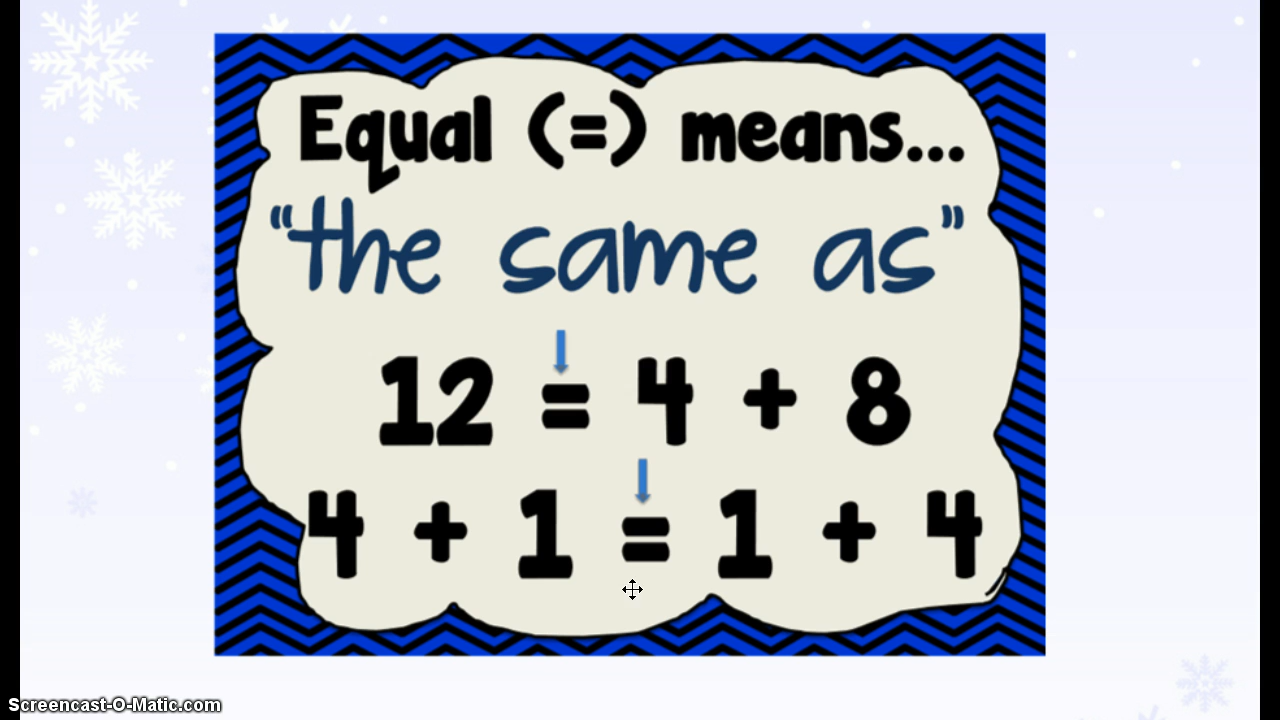 Equal (=) means...
“the same as”
12 = 4 + 8
4 + 1 = 1 + 4
Screencast-O-Matic.com